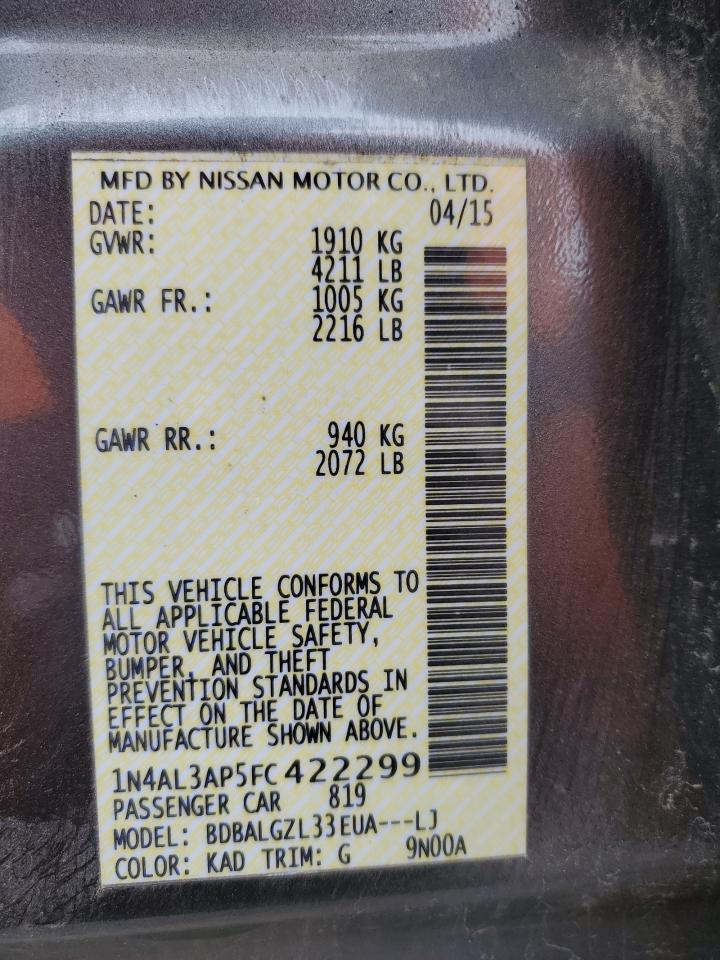 MFD BY NISSAN MOTOR CO., LTD.
DATE: 04/15
GVWR: 1910 KG
4211 LB
GAWR FR.: 1005 KG
2216 LB
GAWR RR.: 940 KG
2072 LB
THIS VEHICLE CONFORMS TO
ALL APPLICABLE FEDERAL
MOTOR VEHICLE SAFETY,
BUMPER, AND THEFT
PREVENTION STANDARDS IN
EFFECT ON THE DATE OF
MANUFACTURE SHOWN ABOVE.
1N4AL3AP5FC422299
PASSENGER CAR 819
MODEL: BDBALGZL33EUA---LJ
COLOR: KAD TRIM: G 9N00A